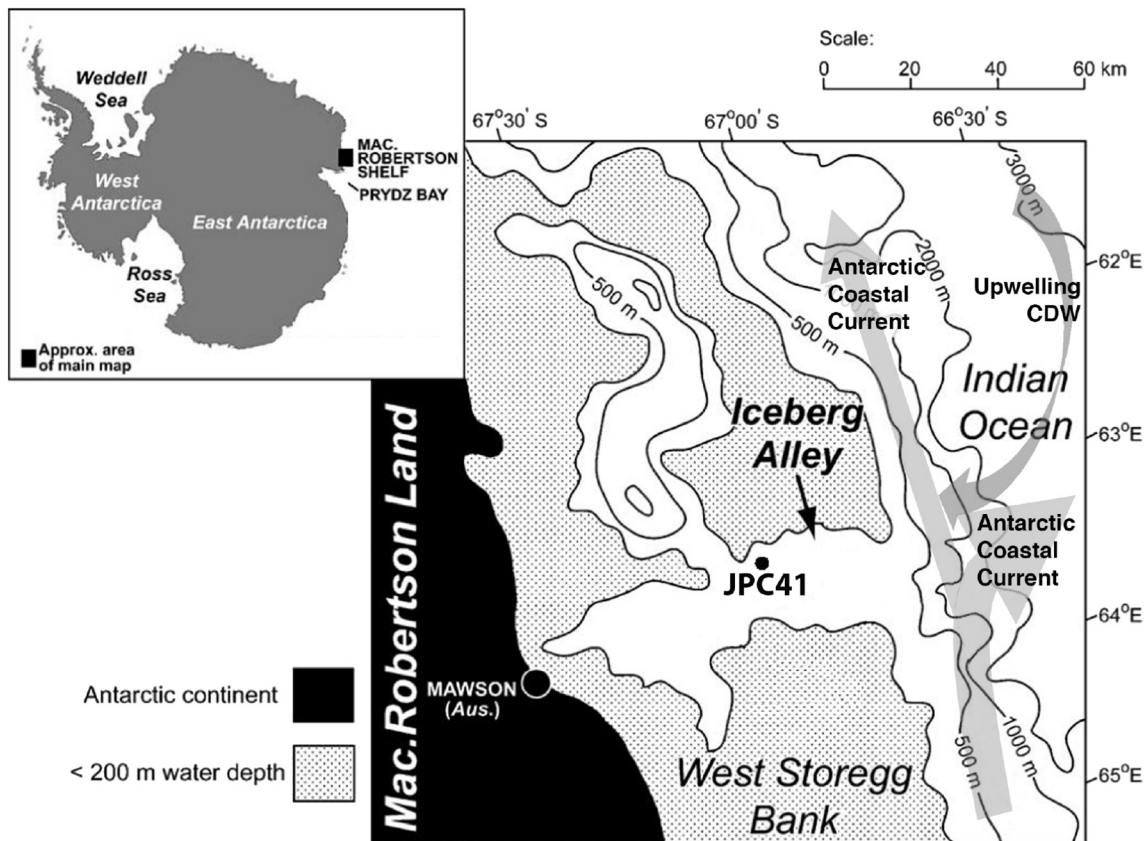 Weddell
Sea
MAC.
ROBERTSON
SHELF
PRYDZ BAY
West
Antarctica
East Antarctica
Ross
Sea
Approx. area
of main map
Scale:
0 20 40 60 km
67°30' S
67°00' S
66°30' S
3000 m
2000 m
62°E
Antarctic
Coastal
Current
Upwelling
CDW
500 m
500 m
Indian
Ocean
Iceberg
Alley
63°E
Antarctic
Coastal
Current
JPC41
64°E
Mac.Robertson Land
Antarctic continent
MAWSON
(Aus.)
< 200 m water depth
West Storegg
Bank
500 m
1000 m
65°E